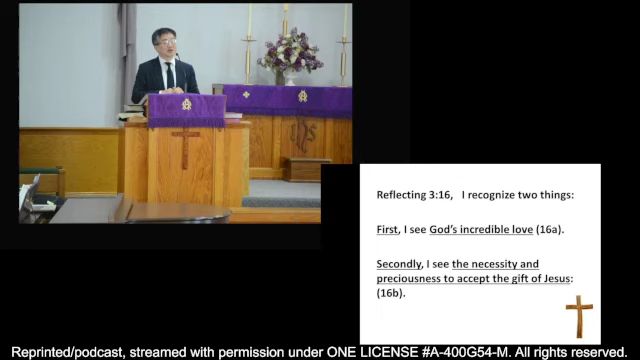 IHS
Reflecting 3:16, I recognize two things:
First, I see God's incredible love (16a).
Secondly, I see the necessity and
preciousness to accept the gift of Jesus:
(16b).
Reprinted/podcast, streamed with permission under ONE LICENSE #A-400G54-M. All rights reserved.